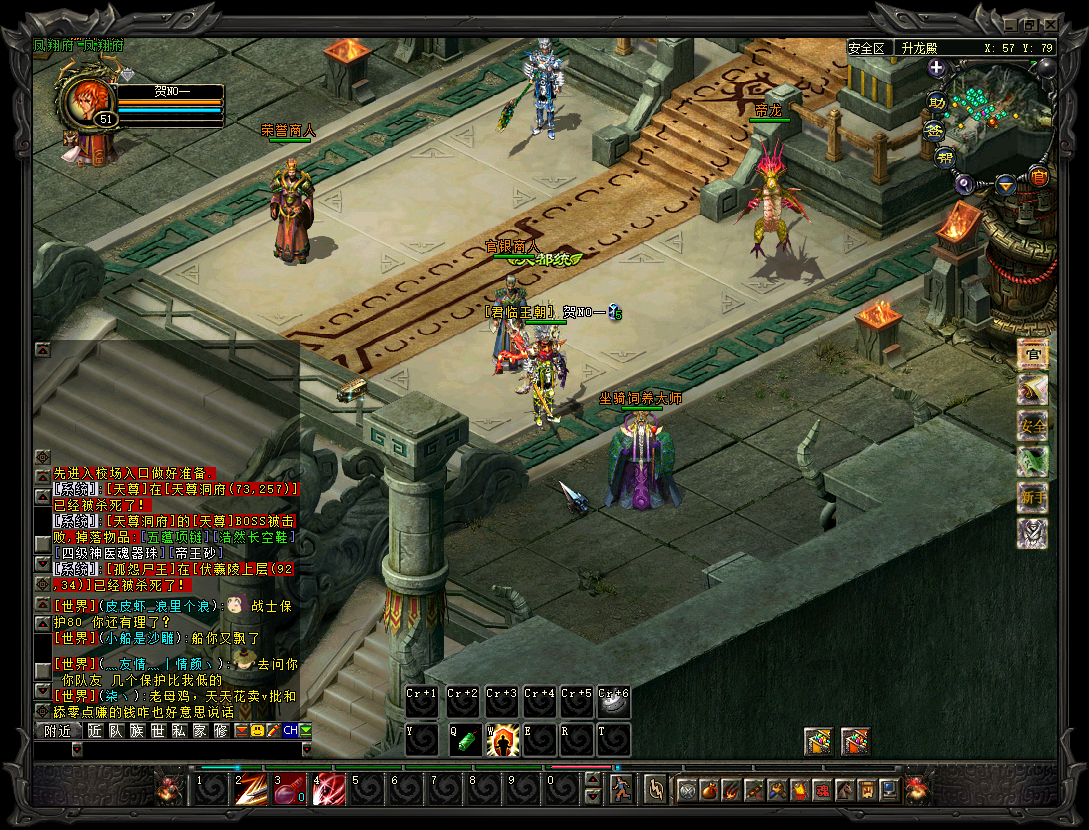 凤翔府-凤翔府
安全区 升龙殿 X: 57 Y: 79
贺NO一
51
荣誉商人
帝龙
助
签
帮
官
官银商人
[君临王朝] 贺NO一 5
坐骑饲养大师
官
安全
新手
先进入校场入口做好准备.
[系统]:[天尊]在[天尊洞府(73,257)]
已经被杀死了!
[系统]:[天尊洞府]的[天尊]BOSS被击
败,掉落物品:[五蕴项链][浩然长空鞋]
[四级神医魂器珠][帝王砂]
[系统]:[孤怨尸王]在[伏羲陵上层(92
,34)]已经被杀死了!
[世界](皮皮虾_浪里个浪): 战士保
护80 你还有理了?
[世界](小船是沙雕):船你又飘了
[世界](灬友情灬丨情颜ヽ): 去问你
你队友 几个保护比我低的
[世界](柒ヽ):老母鸡，天天花卖v批和
舔零点赚的钱咋也好意思说话
附近 近 队 族 世 私 家 修 CH
Cr+1 Cr+2 Cr+3 Cr+4 Cr+5 Cr+6
Y Q W E R T
1 2 3 0 4 5 6 7 8 9 0
魂